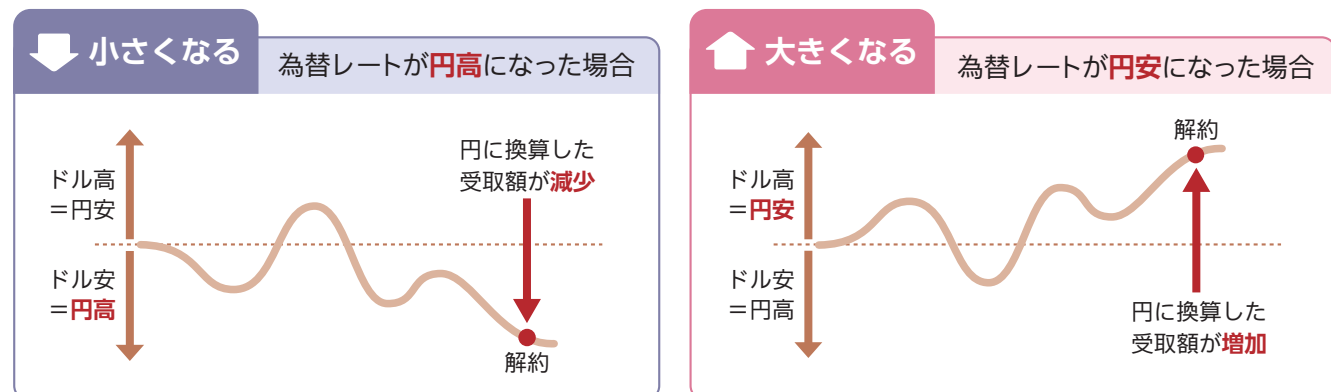 小さくなる
為替レートが円高になった場合
ドル高
＝円安
ドル安
＝円高
円に換算した
受取額が減少
解約
大きくなる
為替レートが円安になった場合
ドル高
＝円安
ドル安
＝円高
解約
円に換算した
受取額が増加